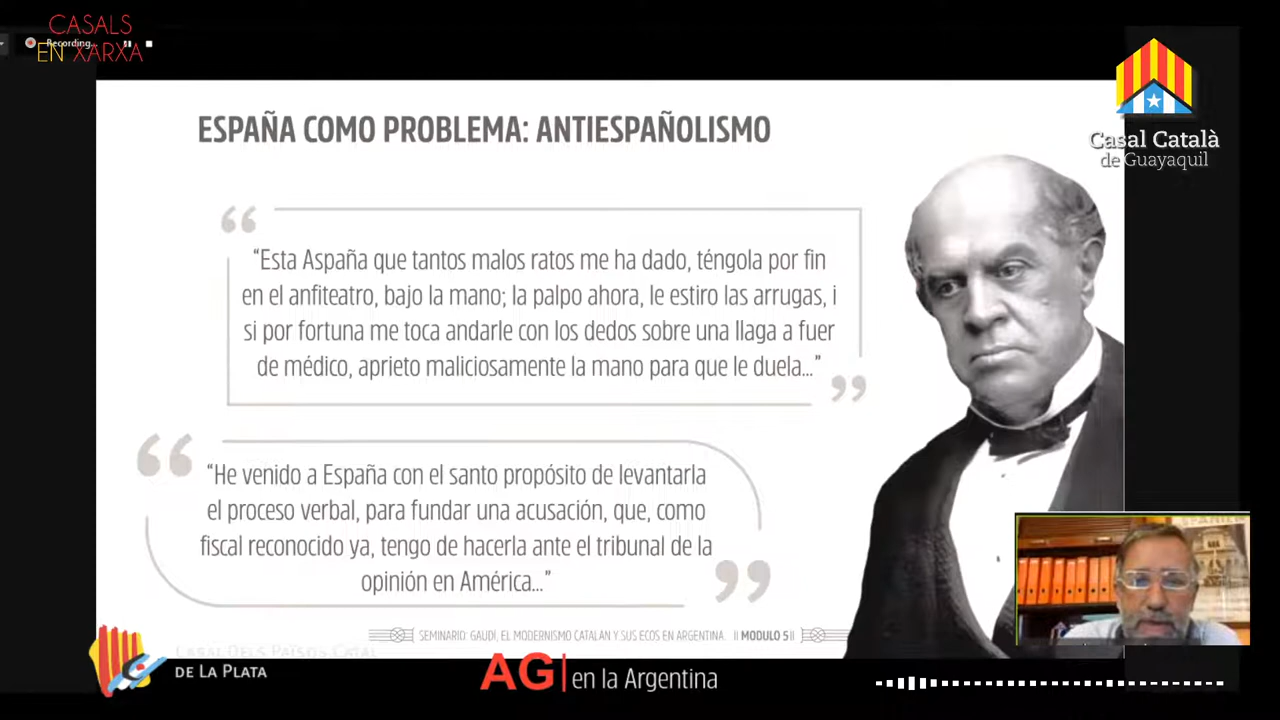 CASALS
EN XARXA
Recording...
Casal Català
de Guayaquil
ESPAÑA COMO PROBLEMA: ANTIESPAÑOLISMO
“Esta Aspaña que tantos malos ratos me ha dado, téngola por fin
en el anfiteatro, bajo la mano; la palpo ahora, le estiro las arrugas, i
si por fortuna me toca andarle con los dedos sobre una llaga a fuer
de médico, aprieto maliciosamente la mano para que le duela...”
“He venido a España con el santo propósito de levantarla
el proceso verbal, para fundar una acusación, que, como
fiscal reconocido ya, tengo de hacerla ante el tribunal de la
opinión en América...”
SEMINARIO: GAUDÍ, EL MODERNISMO CATALAN Y SUS ECOS EN ARGENTINA. || MODULO 5 ||
CASAL DELS PAÏSOS CATAL
DE LA PLATA
AG| en la Argentina